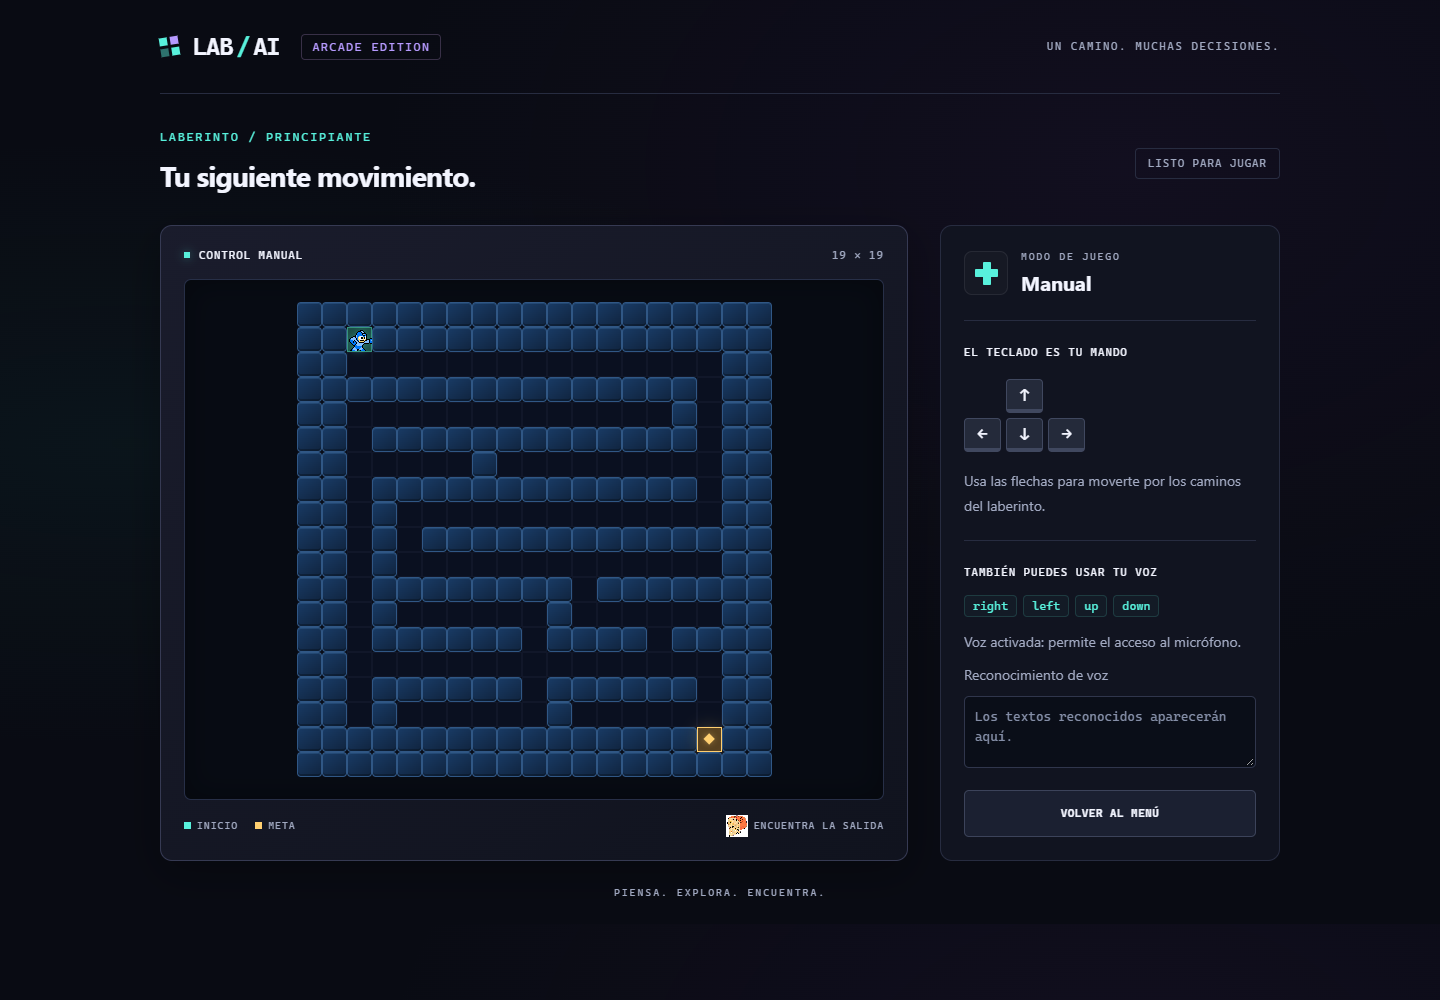 LAB/AI
ARCADE EDITION
UN CAMINO. MUCHAS DECISIONES.
LABERINTO / PRINCIPIANTE
Tu siguiente movimiento.
LISTO PARA JUGAR
CONTROL MANUAL
19 × 19
INICIO
META
ENCUENTRA LA SALIDA
MODO DE JUEGO
Manual
EL TECLADO ES TU MANDO
↑
← ↓ →
Usa las flechas para moverte por los caminos
del laberinto.
TAMBIÉN PUEDES USAR TU VOZ
right left up down
Voz activada: permite el acceso al micrófono.
Reconocimiento de voz
Los textos reconocidos aparecerán
aquí.
VOLVER AL MENÚ
PIENSA. EXPLORA. ENCUENTRA.